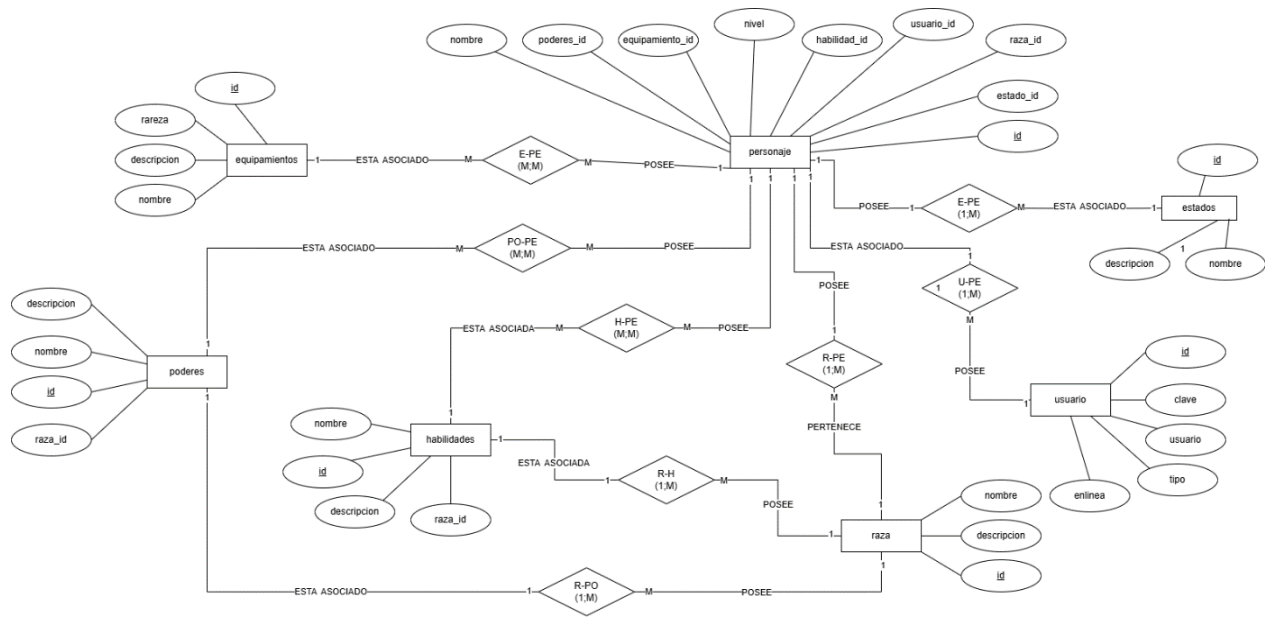 nivel
usuario_id
nombre
poderes_id
equipamiento_id
habilidad_id
raza_id
id
estado_id
rareza
id
E-PE
(M;M)
personaje
descripcion
equipamientos
1 ESTA ASOCIADO M
M POSEE 1
1
id
nombre
1 1 1 1
E-PE
(1;M)
POSEE 1
M ESTA ASOCIADO 1
estados
PO-PE
(M;M)
ESTA ASOCIADO M
M POSEE
ESTA ASOCIADO
1
descripcion
1
nombre
1
U-PE
(1;M)
POSEE
descripcion
H-PE
(M;M)
ESTA ASOCIADA M
M POSEE
M
1
1
nombre
id
R-PE
(1;M)
poderes
POSEE
clave
id
1
M
1
usuario
1
nombre
PERTENECE
raza_id
habilidades
1
usuario
ESTA ASOCIADA
id
R-H
(1;M)
1
M
tipo
enlinea
nombre
descripcion
raza_id
POSEE
1
1
raza
descripcion
1
id
R-PO
(1;M)
ESTA ASOCIADO 1
M POSEE